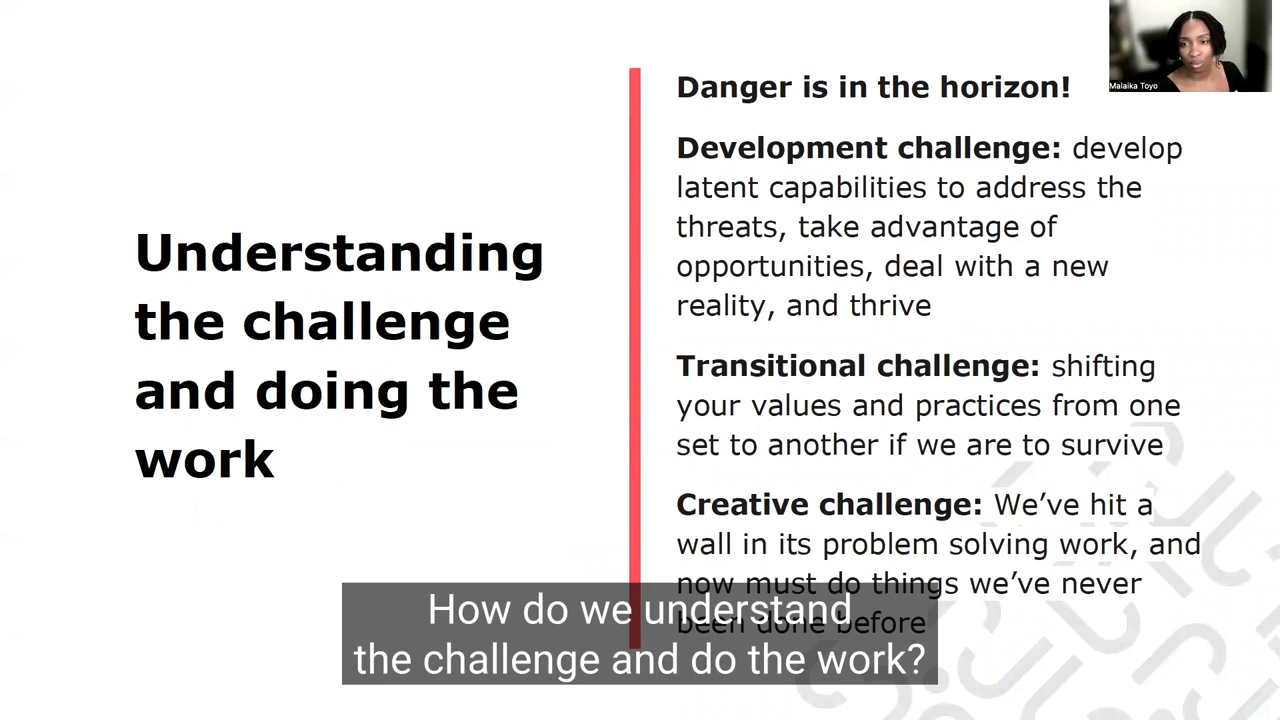 Understanding
the challenge
and doing the
work
Danger is in the horizon!
Development challenge: develop
latent capabilities to address the
threats, take advantage of
opportunities, deal with a new
reality, and thrive
Transitional challenge: shifting
your values and practices from one
set to another if we are to survive
Creative challenge: We’ve hit a
wall in its problem solving work, and
now must do things we’ve never
been done before
Malaika Toyo
How do we understand
the challenge and do the work?